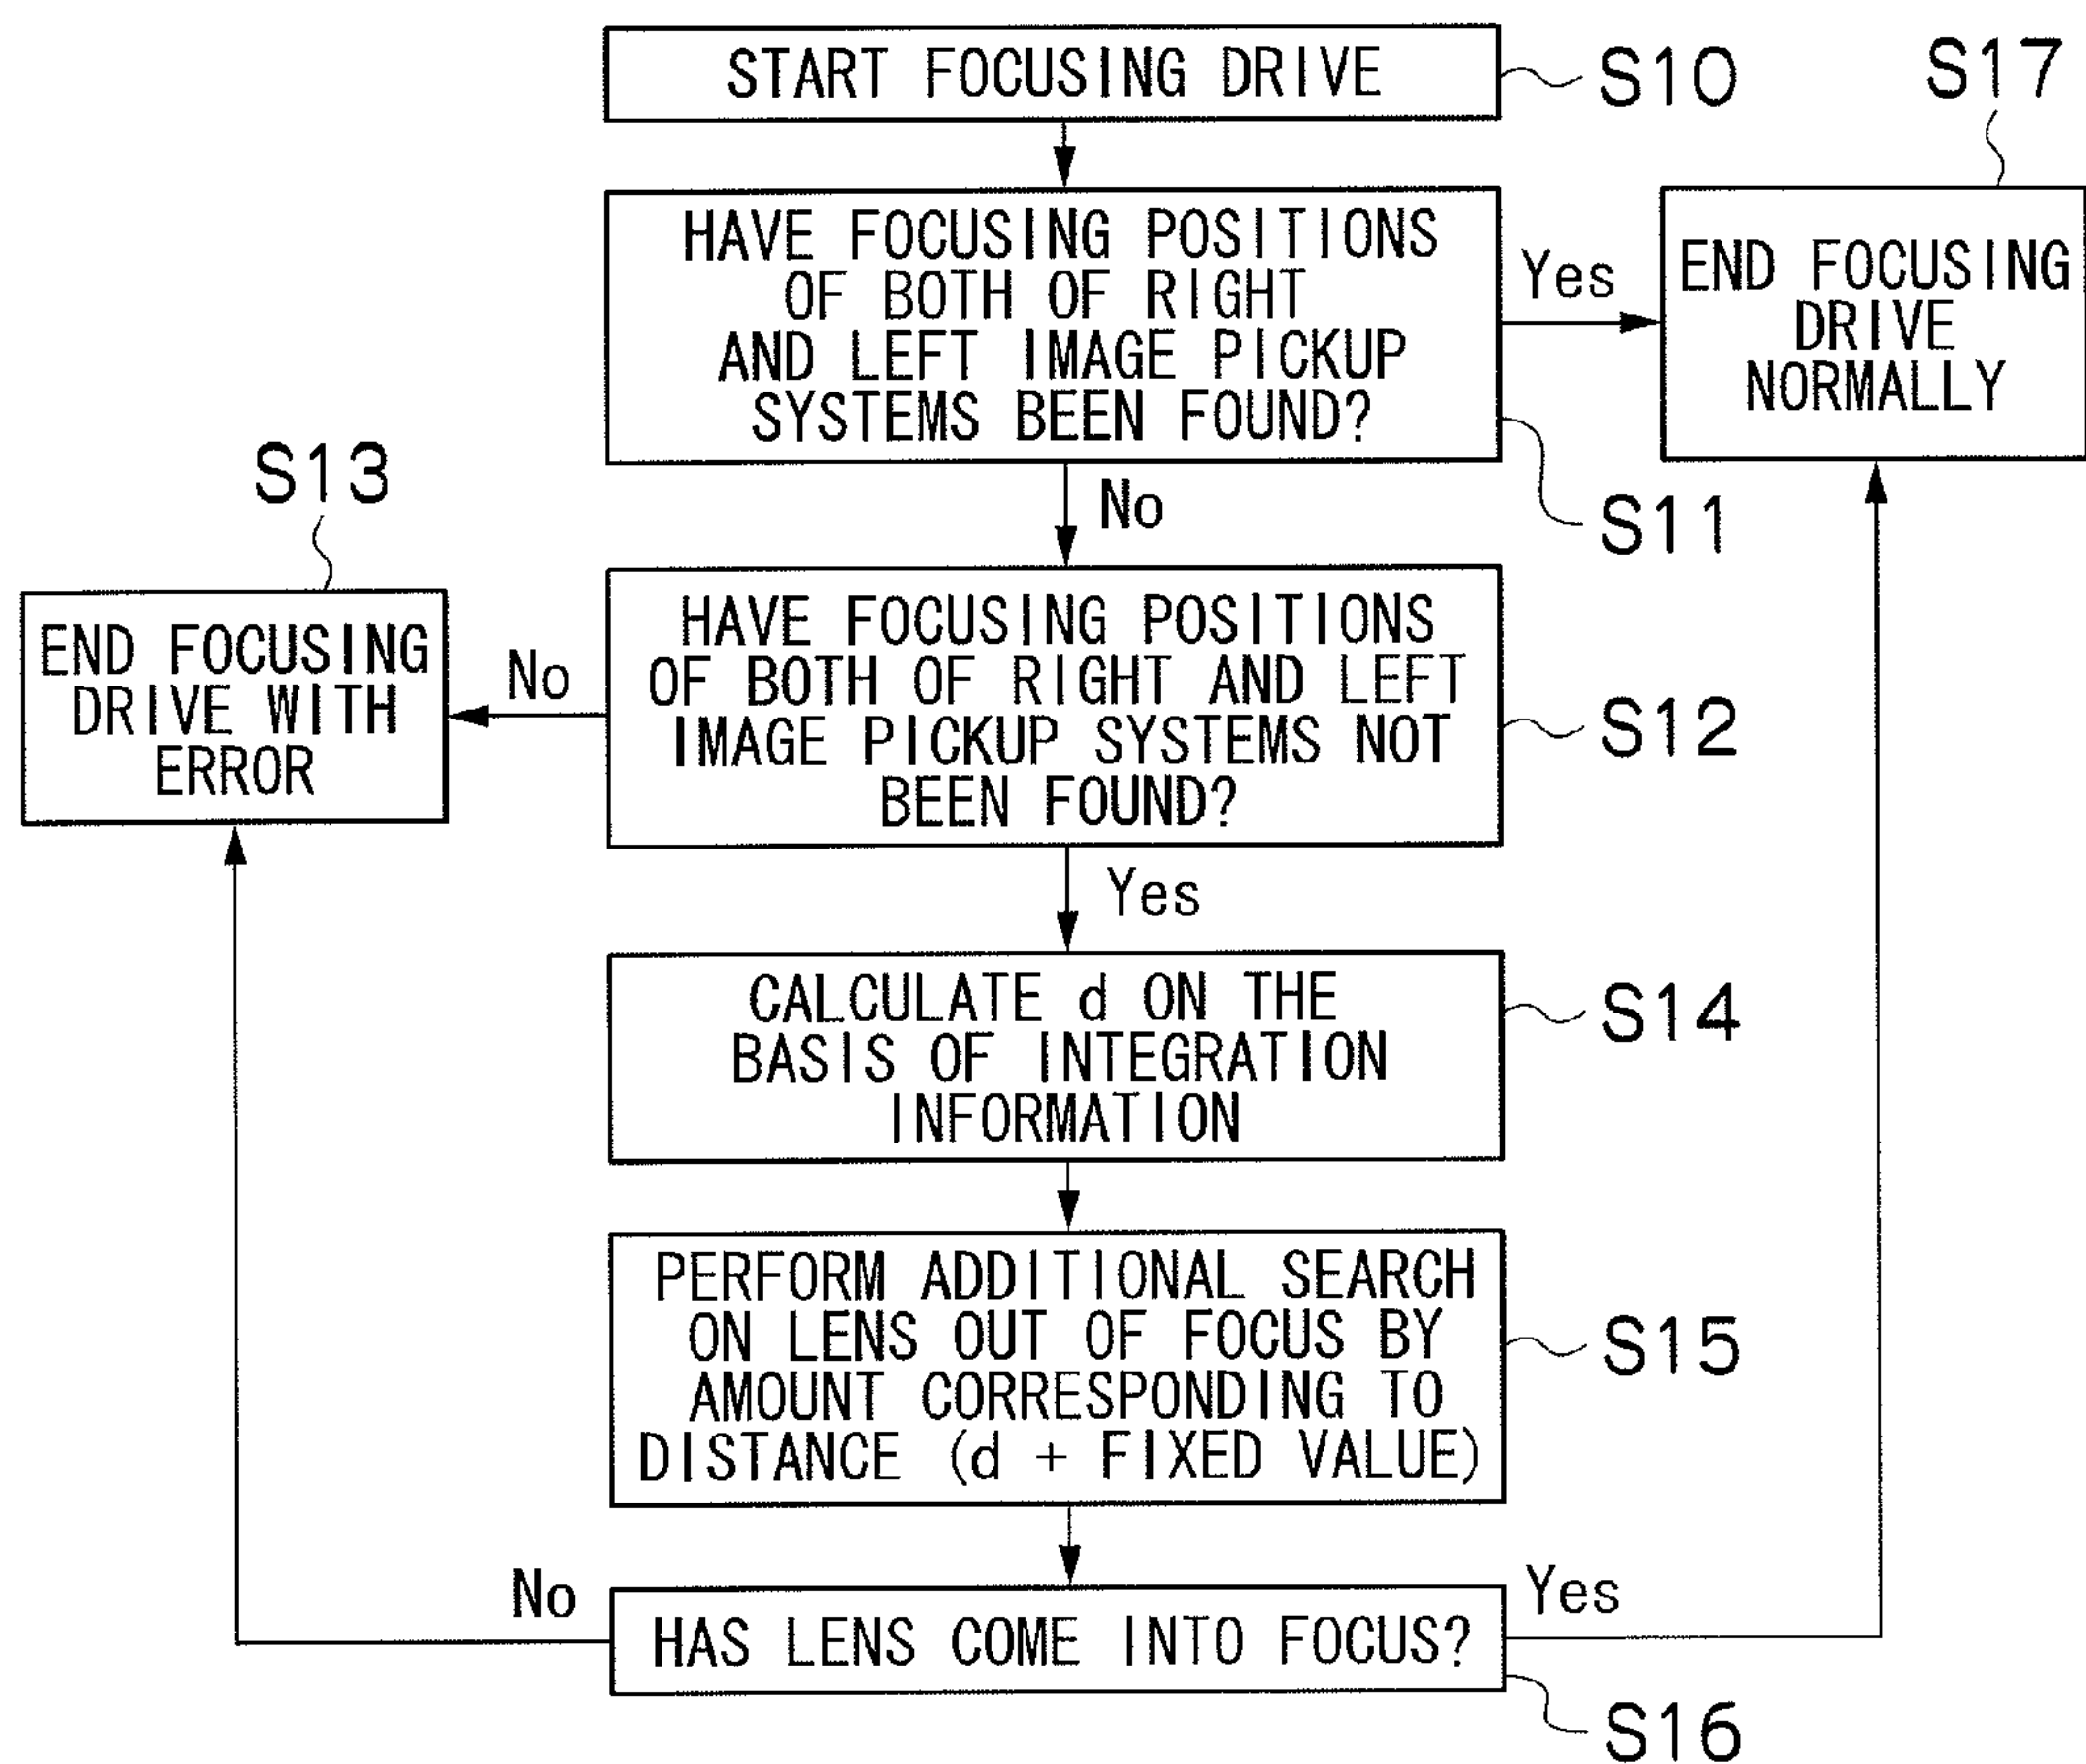 START FOCUSING DRIVE
S10
S17
HAVE FOCUSING POSITIONS
OF BOTH OF RIGHT
AND LEFT IMAGE PICKUP
SYSTEMS BEEN FOUND?
Yes
END FOCUSING
DRIVE
NORMALLY
S11
No
S13
END FOCUSING
DRIVE WITH
ERROR
No
HAVE FOCUSING POSITIONS
OF BOTH OF RIGHT AND LEFT
IMAGE PICKUP SYSTEMS NOT
BEEN FOUND?
S12
Yes
CALCULATE d ON THE
BASIS OF INTEGRATION
INFORMATION
S14
PERFORM ADDITIONAL SEARCH
ON LENS OUT OF FOCUS BY
AMOUNT CORRESPONDING TO
DISTANCE (d + FIXED VALUE)
S15
No
HAS LENS COME INTO FOCUS?
Yes
S16